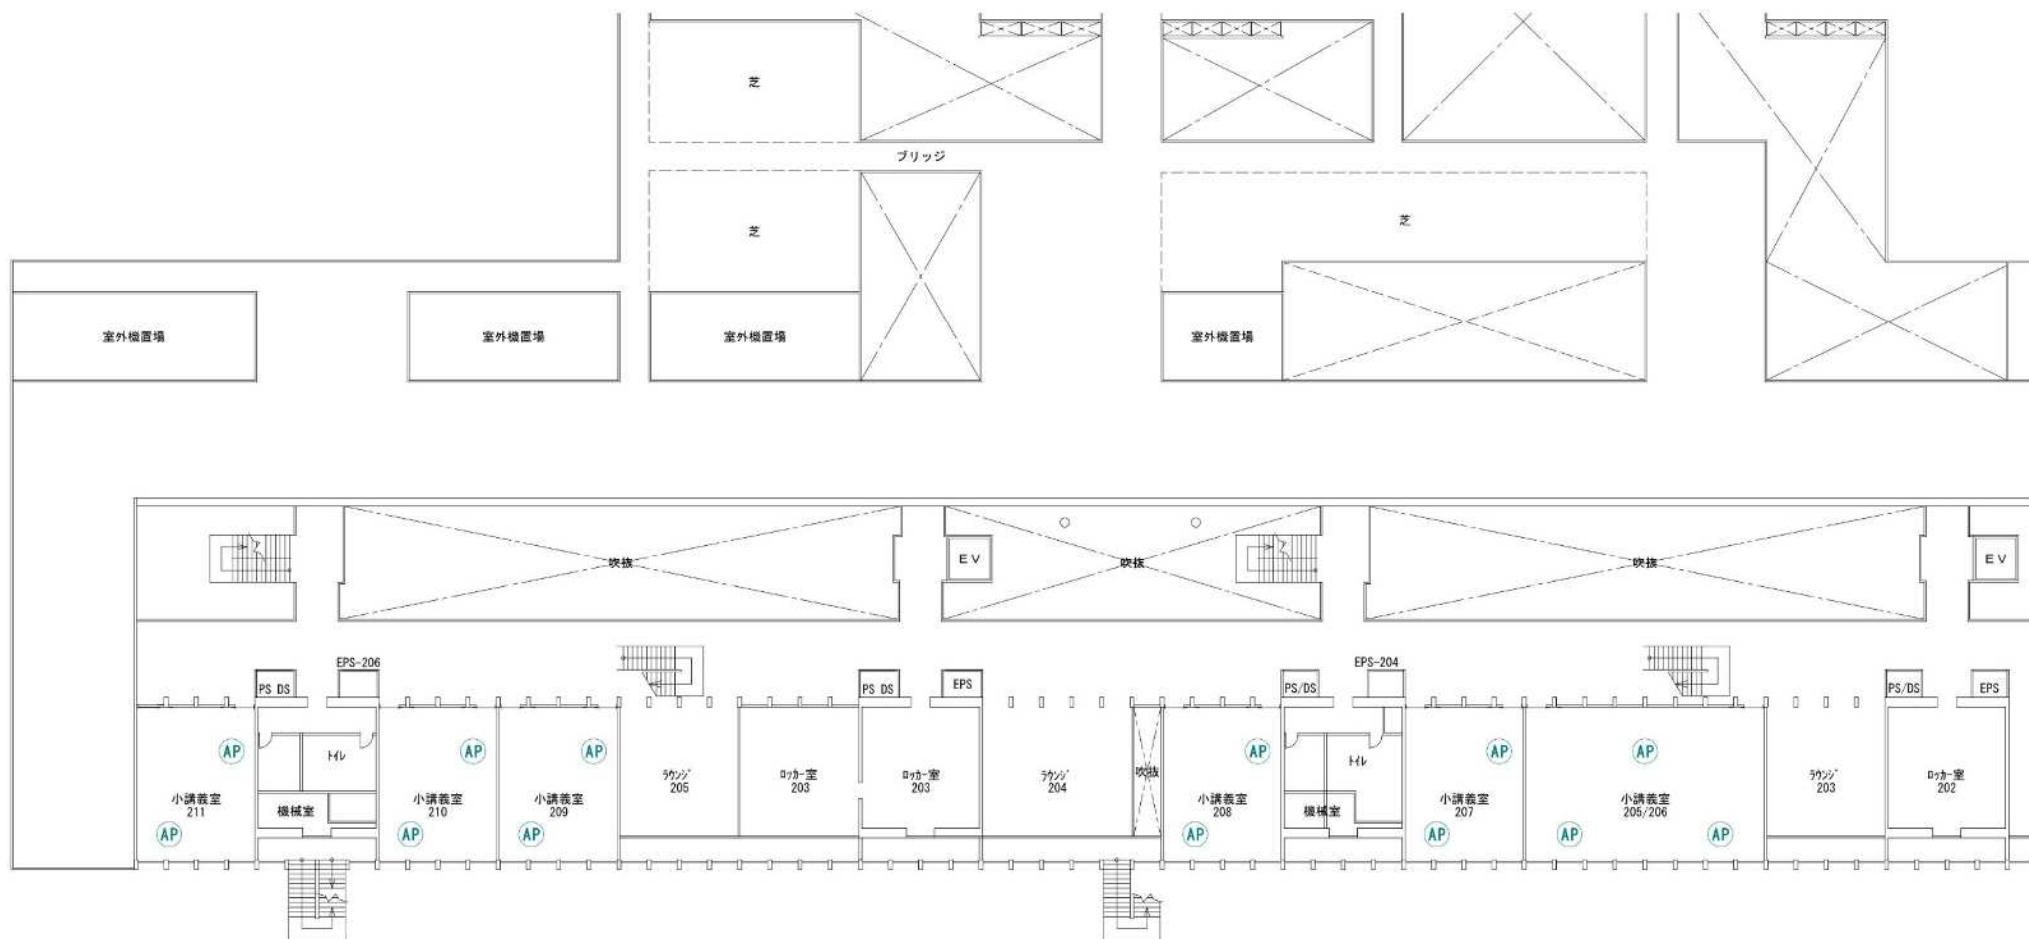 芝
ブリッジ
芝
芝
室外機置場
室外機置場
室外機置場
室外機置場
吹抜
EV
吹抜
吹抜
EV
EPS-206
EPS-204
PS DS
PS DS
EPS
PS/DS
PS/DS
EPS
AP
AP
AP
AP
AP
AP
トイレ
トイレ
ラウンジ
205
ロッカー室
203
ロッカー室
203
ラウンジ
204
吹抜
ラウンジ
203
ロッカー室
202
小講義室
211
機械室
小講義室
210
小講義室
209
小講義室
208
機械室
小講義室
207
小講義室
205/206
AP
AP
AP
AP
AP
AP
AP